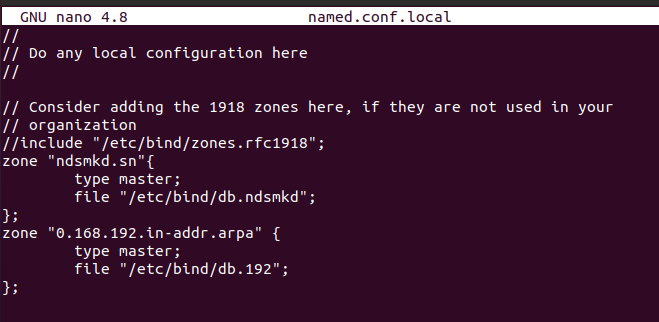 GNU nano 4.8 named.conf.local
//
// Do any local configuration here
//
// Consider adding the 1918 zones here, if they are not used in your
// organization
//include "/etc/bind/zones.rfc1918";
zone "ndsmkd.sn"{
type master;
file "/etc/bind/db.ndsmkd";
};
zone "0.168.192.in-addr.arpa" {
type master;
file "/etc/bind/db.192";
};